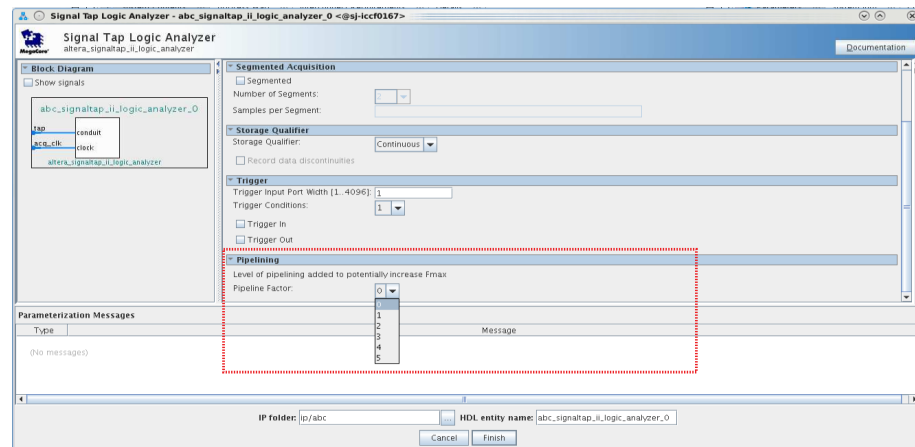 Signal Tap Logic Analyzer - abc_signaltap_ii_logic_analyzer_0 <@sj-iccf0167>
MegaCore'
Signal Tap Logic Analyzer
altera_signaltap_ii_logic_analyzer
Documentation
Block Diagram
Show signals
abc_signaltap_ii_logic_analyzer_0
tap
conduit
acq_clk
clock
altera_signaltap_ii_logic_analyzer
Segmented Acquisition
Segmented
Number of Segments: 2
Samples per Segment:
Storage Qualifier
Storage Qualifier: Continuous
Record data discontinuities
Trigger
Trigger Input Port Width [1..4096]: 1
Trigger Conditions: 1
Trigger In
Trigger Out
Pipelining
Level of pipelining added to potentially increase Fmax
Pipeline Factor: 0
0
1
2
3
4
5
Parameterization Messages
Type Message
(No messages)
IP folder: ip/abc ... HDL entity name: abc_signaltap_ii_logic_analyzer_0
Cancel Finish